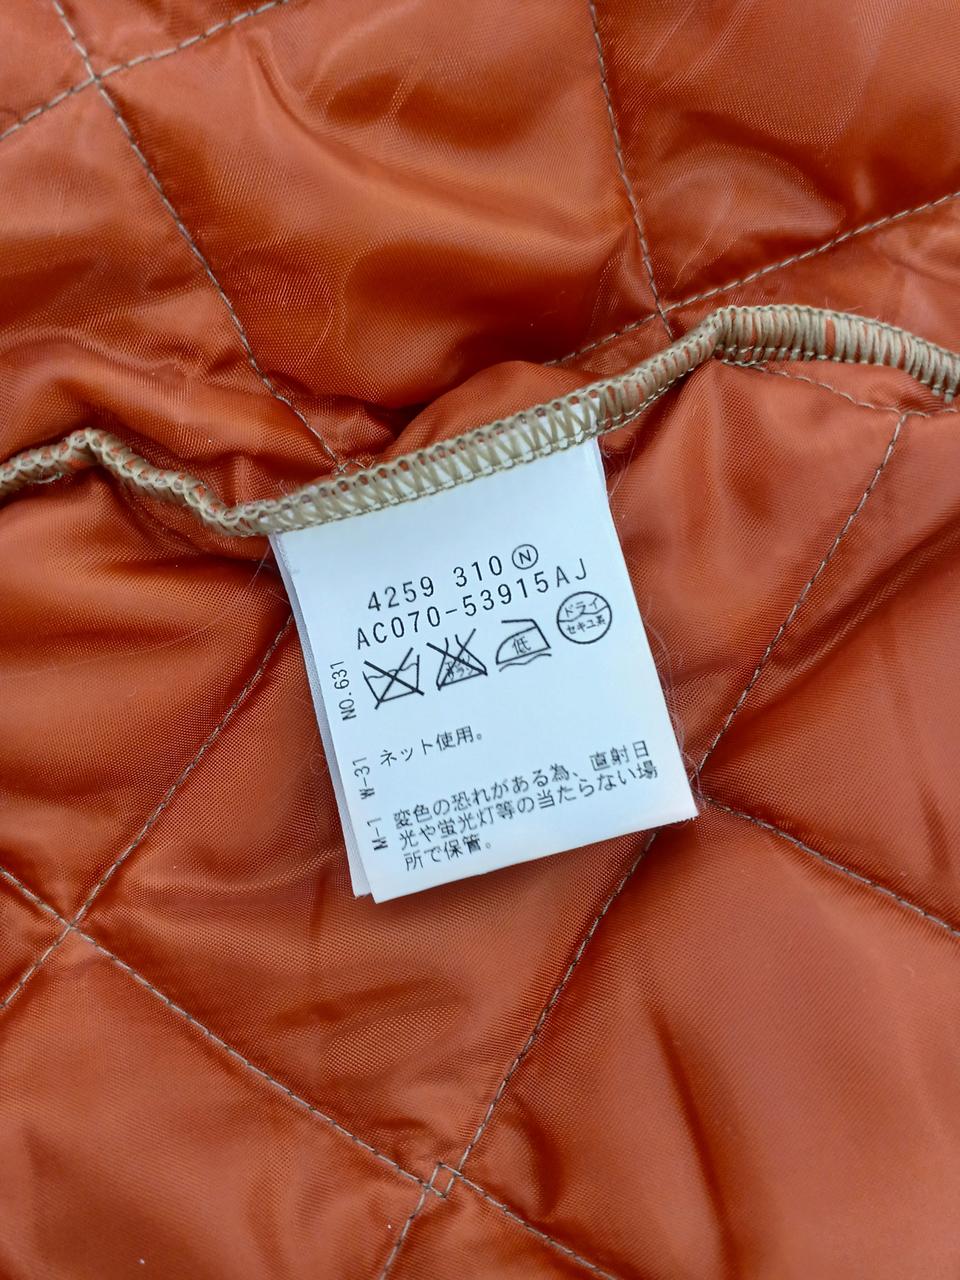 4259 310 Ⓝ
AC070-53915AJ
低
ドライ
セキユ系
ネット使用。
変色の恐れがある為、直射日
光や蛍光灯等の当たらない場
所で保管。
NO.631
W-31
M-1